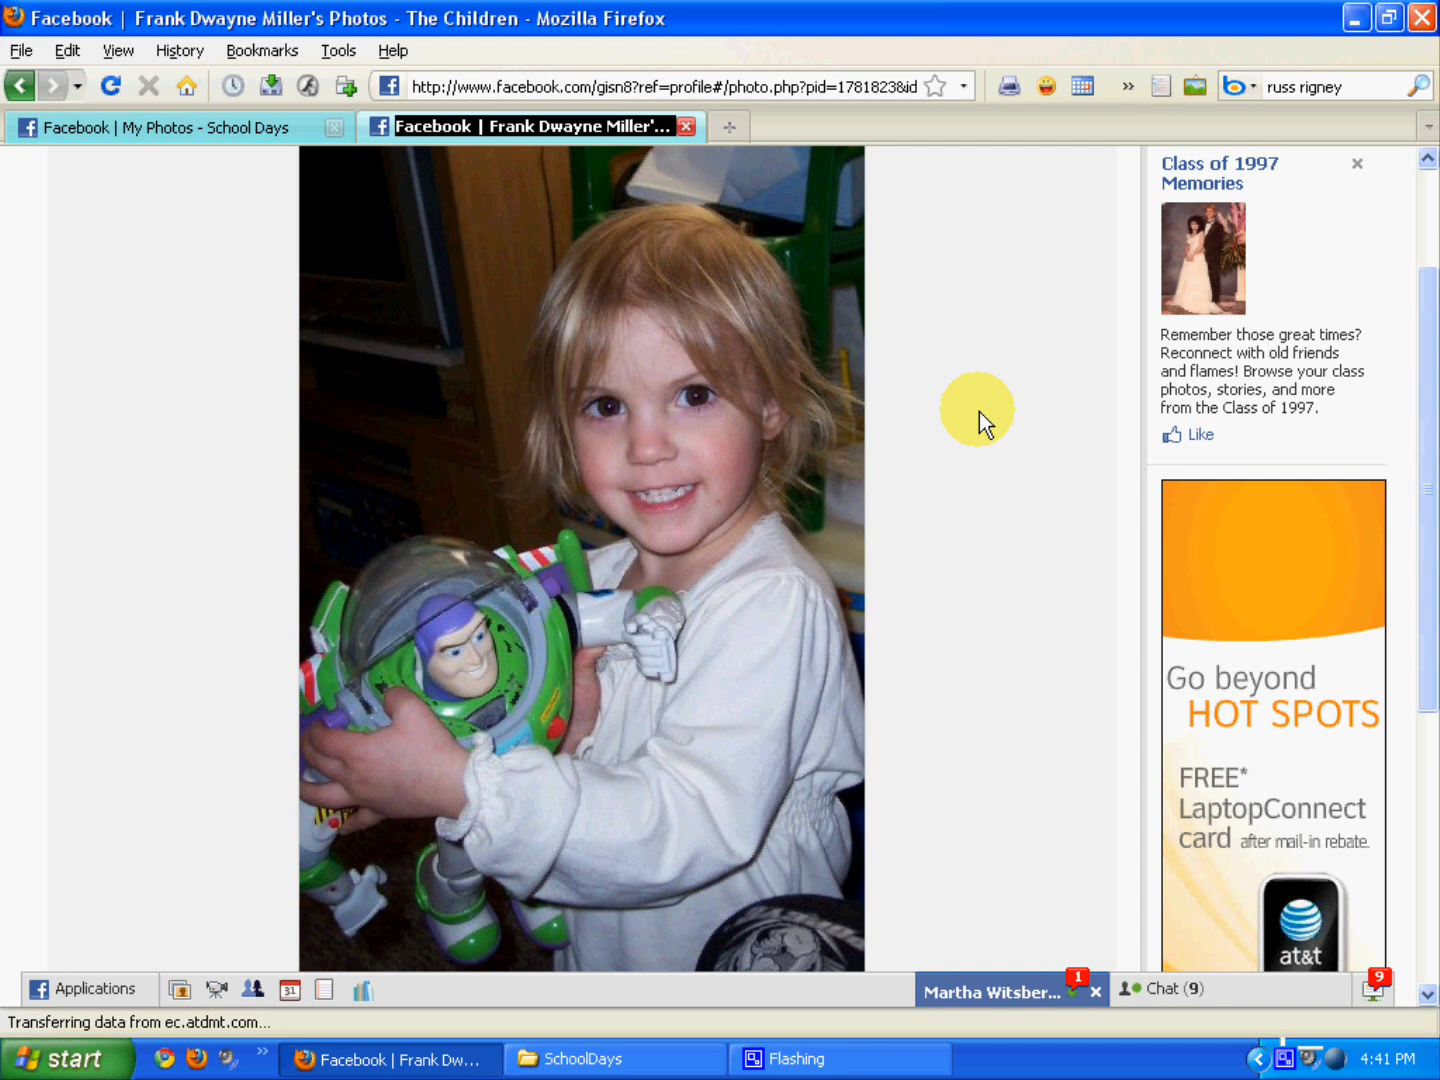 Facebook | Frank Dwayne Miller's Photos - The Children - Mozilla Firefox
File Edit View History Bookmarks Tools Help
http://www.facebook.com/gisn8?ref=profile#/photo.php?pid=1781823&id
russ rigney
Facebook | My Photos - School Days
Facebook | Frank Dwayne Miller'...
Class of 1997
Memories
Remember those great times?
Reconnect with old friends
and flames! Browse your class
photos, stories, and more
from the Class of 1997.
Like
Go beyond
HOT SPOTS
FREE*
LaptopConnect
card after mail-in rebate.
at&t
Applications
31
Martha Witsber...
1
Chat (9)
9
Transferring data from ec.atdmt.com...
start
Facebook | Frank Dw...
SchoolDays
Flashing
4:41 PM